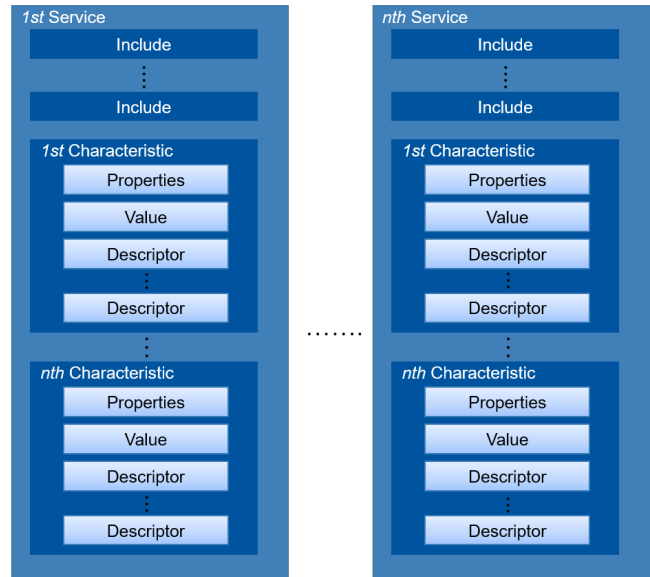 1st Service
Include
Include
1st Characteristic
Properties
Value
Descriptor
Descriptor
nth Characteristic
Properties
Value
Descriptor
Descriptor
nth Service
Include
Include
1st Characteristic
Properties
Value
Descriptor
Descriptor
nth Characteristic
Properties
Value
Descriptor
Descriptor